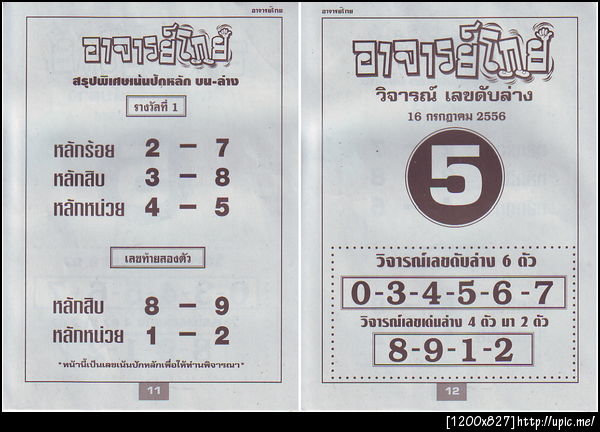 อาจารย์ไทย
อาจารย์ไทย
สรุปพิเศษเน้นปักหลัก บน-ล่าง
รางวัลที่ 1
หลักร้อย 2 - 7
หลักสิบ 3 - 8
หลักหน่วย 4 - 5
เลขท้ายสองตัว
หลักสิบ 8 - 9
หลักหน่วย 1 - 2
"หน้านี้เป็นเลขเน้นปักหลักเพื่อให้ท่านพิจารณา"
11
อาจารย์ไทย
อาจารย์ไทย
วิจารณ์ เลขดับล่าง
16 กรกฎาคม 2556
5
วิจารณ์เลขดับล่าง 6 ตัว
0-3-4-5-6-7
วิจารณ์เลขเด่นล่าง 4 ตัว มา 2 ตัว
8-9-1-2
12
[1200x827]http://upic.me/